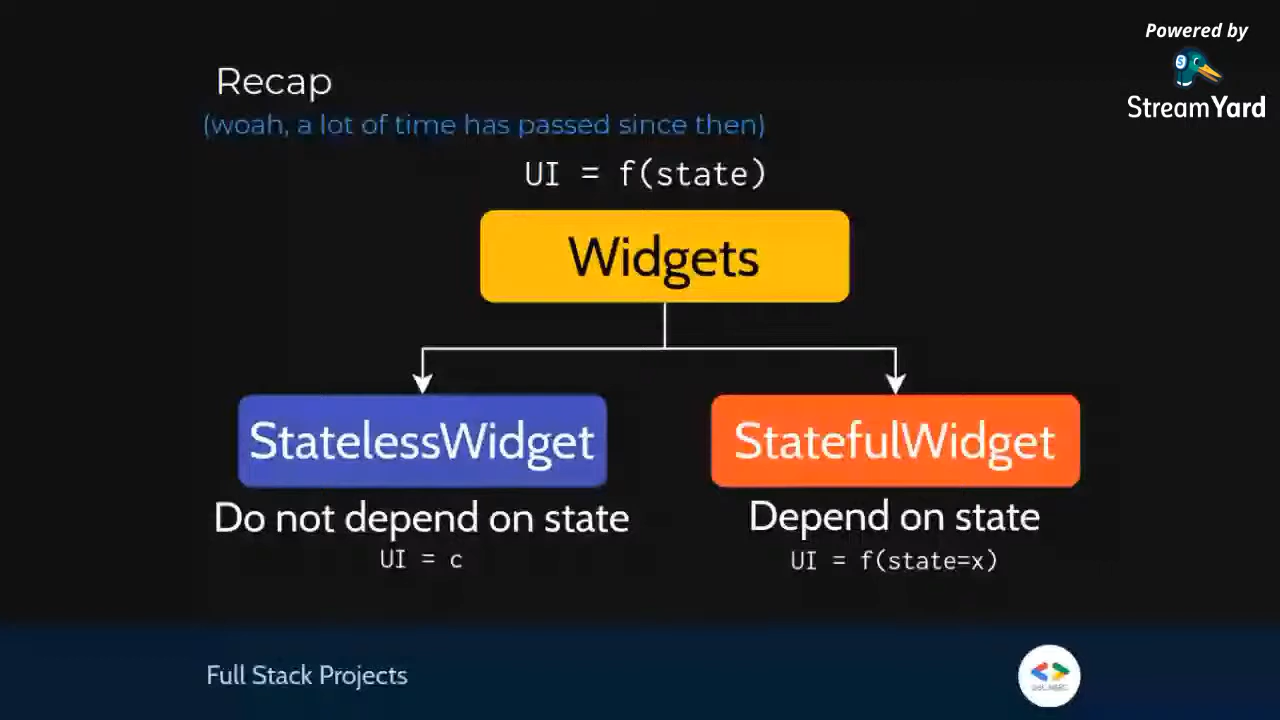 Powered by
StreamYard
Recap
(woah, a lot of time has passed since then)
UI = f(state)
Widgets
StatelessWidget
StatefulWidget
Do not depend on state
Depend on state
UI = c
UI = f(state=x)
Full Stack Projects